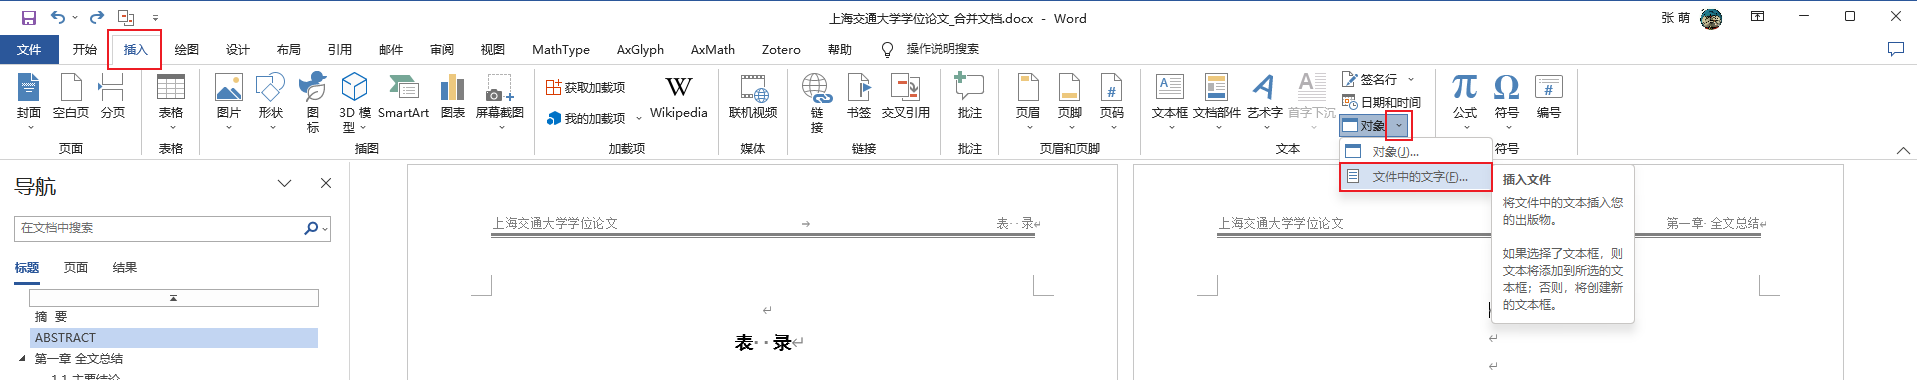 上海交通大学学位论文_合并文档.docx - Word
张 萌
文件 开始 插入 绘图 设计 布局 引用 邮件 审阅 视图 MathType AxGlyph AxMath Zotero 帮助 操作说明搜索
封面 空白页 分页
页面
表格
表格
图片 形状 图标 3D 模型 SmartArt 图表 屏幕截图
插图
获取加载项
我的加载项
Wikipedia
加载项
联机视频
媒体
链接 书签 交叉引用
链接
批注
批注
页眉 页脚 页码
页眉和页脚
文本框 文档部件 艺术字 首字下沉
签名行
日期和时间
对象
文本
公式 符号 编号
符号
对象(J)...
文件中的文字(F)...
插入文件
将文件中的文本插入您
的出版物。
如果选择了文本框，则
文本将添加到所选的文
本框；否则，将创建新
的文本框。
导航
在文档中搜索
标题 页面 结果
摘 要
ABSTRACT
第一章 全文总结
1.1 主要结论
上海交通大学学位论文 → 表··录
表··录
上海交通大学学位论文 第一章· 全文总结